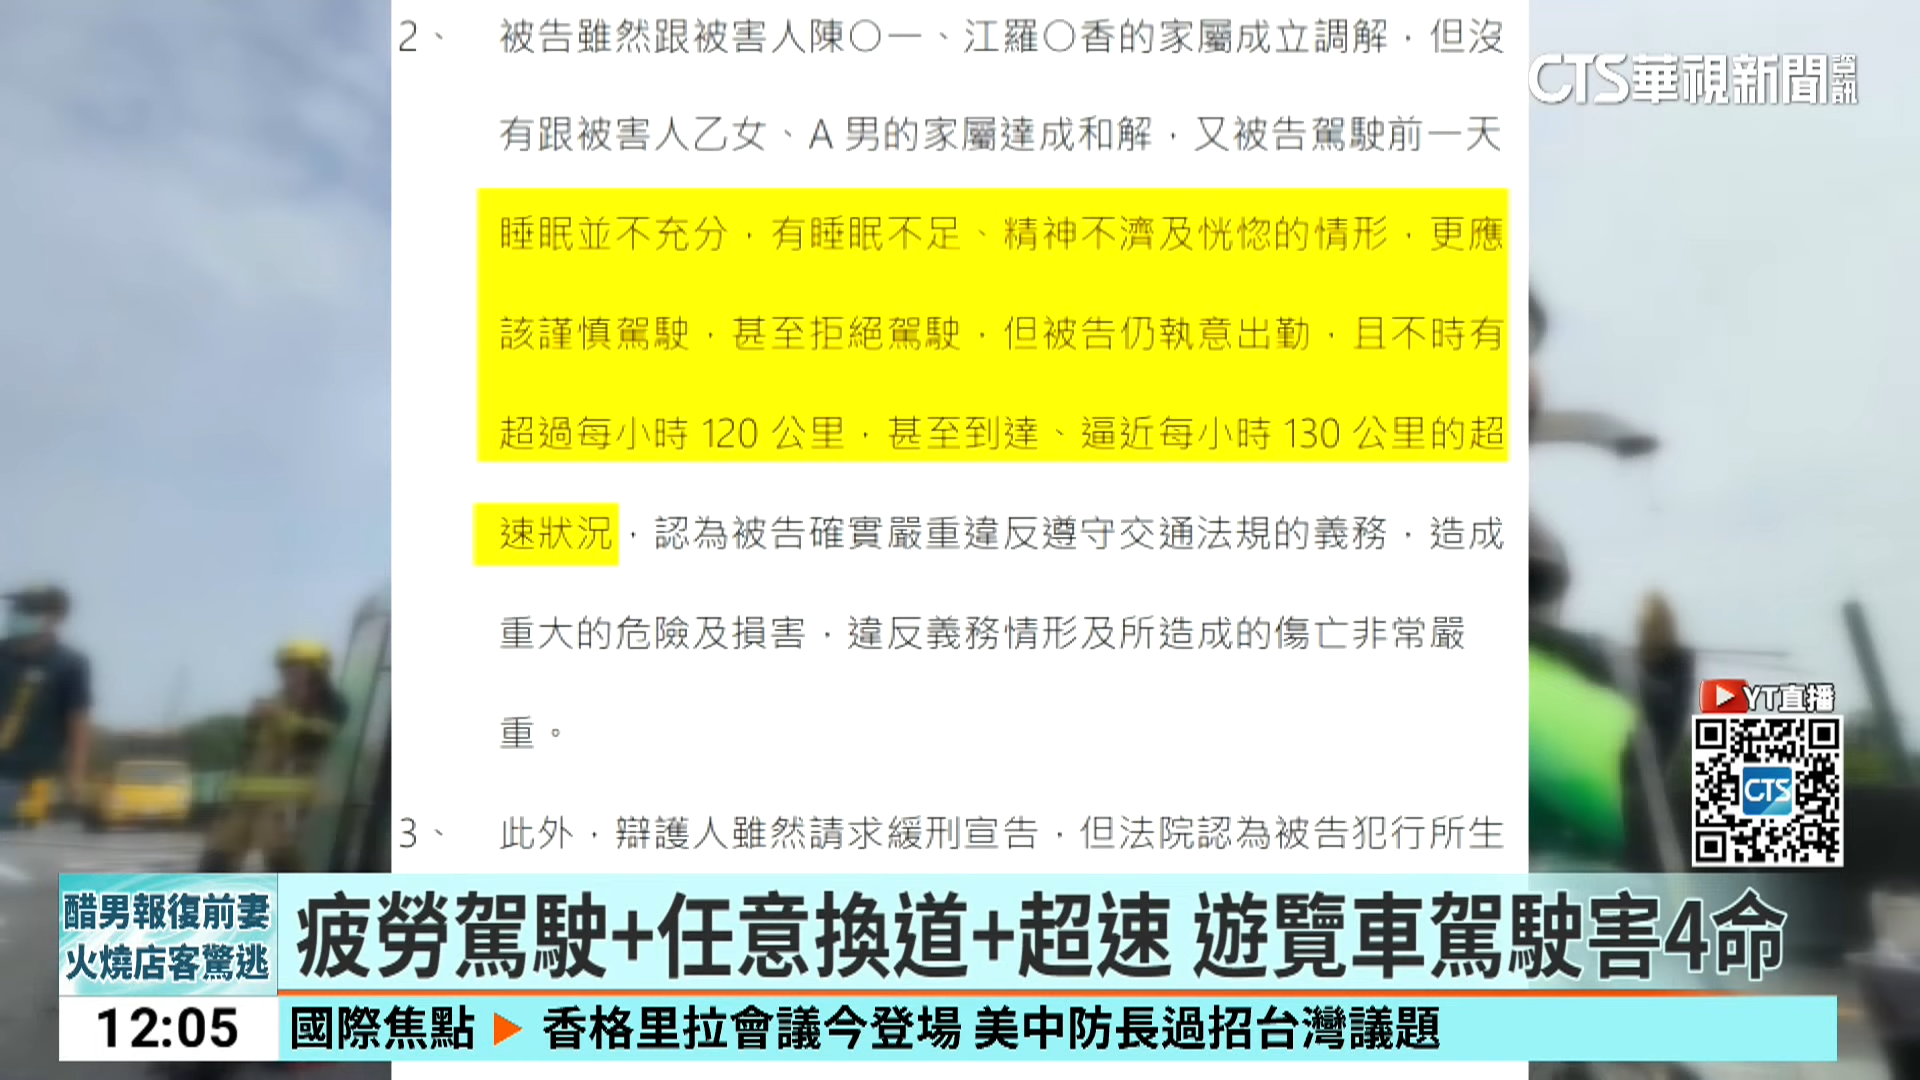 2、 被告雖然跟被害人陳〇一、江羅〇香的家屬成立調解，但沒
有跟被害人乙女、A 男的家屬達成和解，又被告駕駛前一天
睡眠並不充分，有睡眠不足、精神不濟及恍惚的情形，更應
該謹慎駕駛，甚至拒絕駕駛，但被告仍執意出勤，且不時有
超過每小時 120 公里，甚至到達、逼近每小時 130 公里的超
速狀況，認為被告確實嚴重違反遵守交通法規的義務，造成
重大的危險及損害，違反義務情形及所造成的傷亡非常嚴
重。
3、 此外，辯護人雖然請求緩刑宣告，但法院認為被告犯行所生
CTS華視新聞資訊
YT直播
CTS
醋男報復前妻
火燒店客驚逃
疲勞駕駛+任意換道+超速 遊覽車駕駛害4命
12:05
國際焦點 ▶ 香格里拉會議今登場 美中防長過招台灣議題